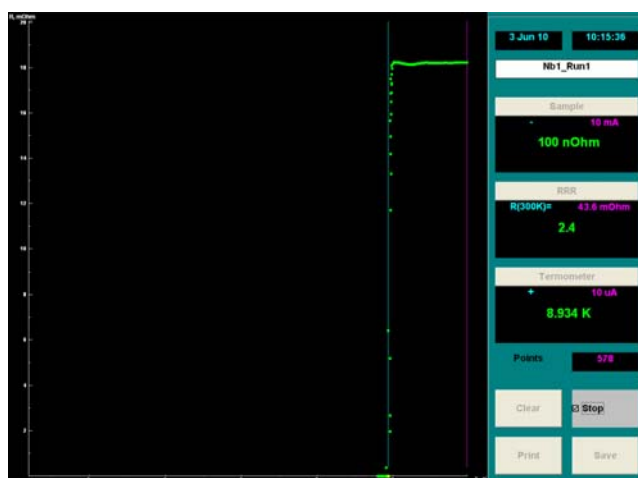 R, mOhm
20
18
16
14
12
10
8
6
4
2
3 Jun 10
10:15:36
Nb1_Run1
Sample
- 10 mA
100 nOhm
RRR
R(300K)= 43.6 mOhm
2.4
Termometer
+ 10 uA
8.934 K
Points 578
Clear
Stop
Print
Save